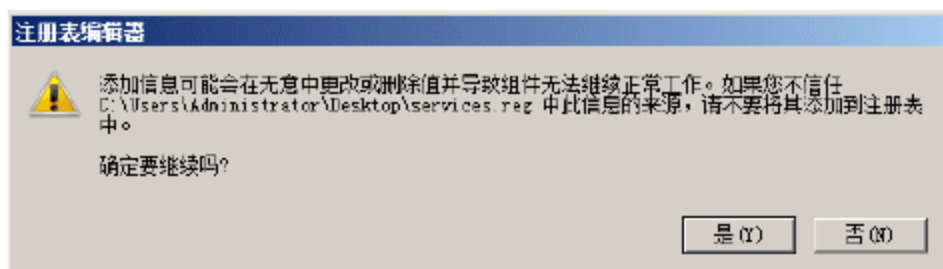 注册表编辑器
添加信息可能会在无意中更改或删除值并导致组件无法继续正常工作。如果您不信任
C:\Users\Administrator\Desktop\services.reg 中此信息的来源，请不要将其添加到注册表
中。
确定要继续吗?
是(Y)
否(N)